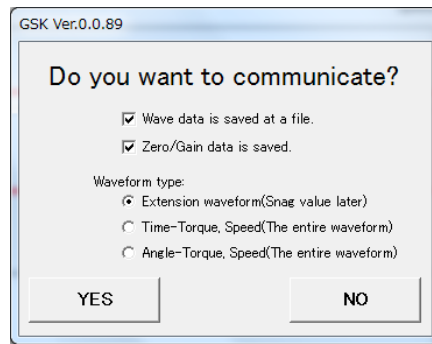 GSK Ver.0.0.89
Do you want to communicate?
Wave data is saved at a file.
Zero/Gain data is saved.
Waveform type:
Extension waveform(Snag value later)
Time-Torque, Speed(The entire waveform)
Angle-Torque, Speed(The entire waveform)
YES NO